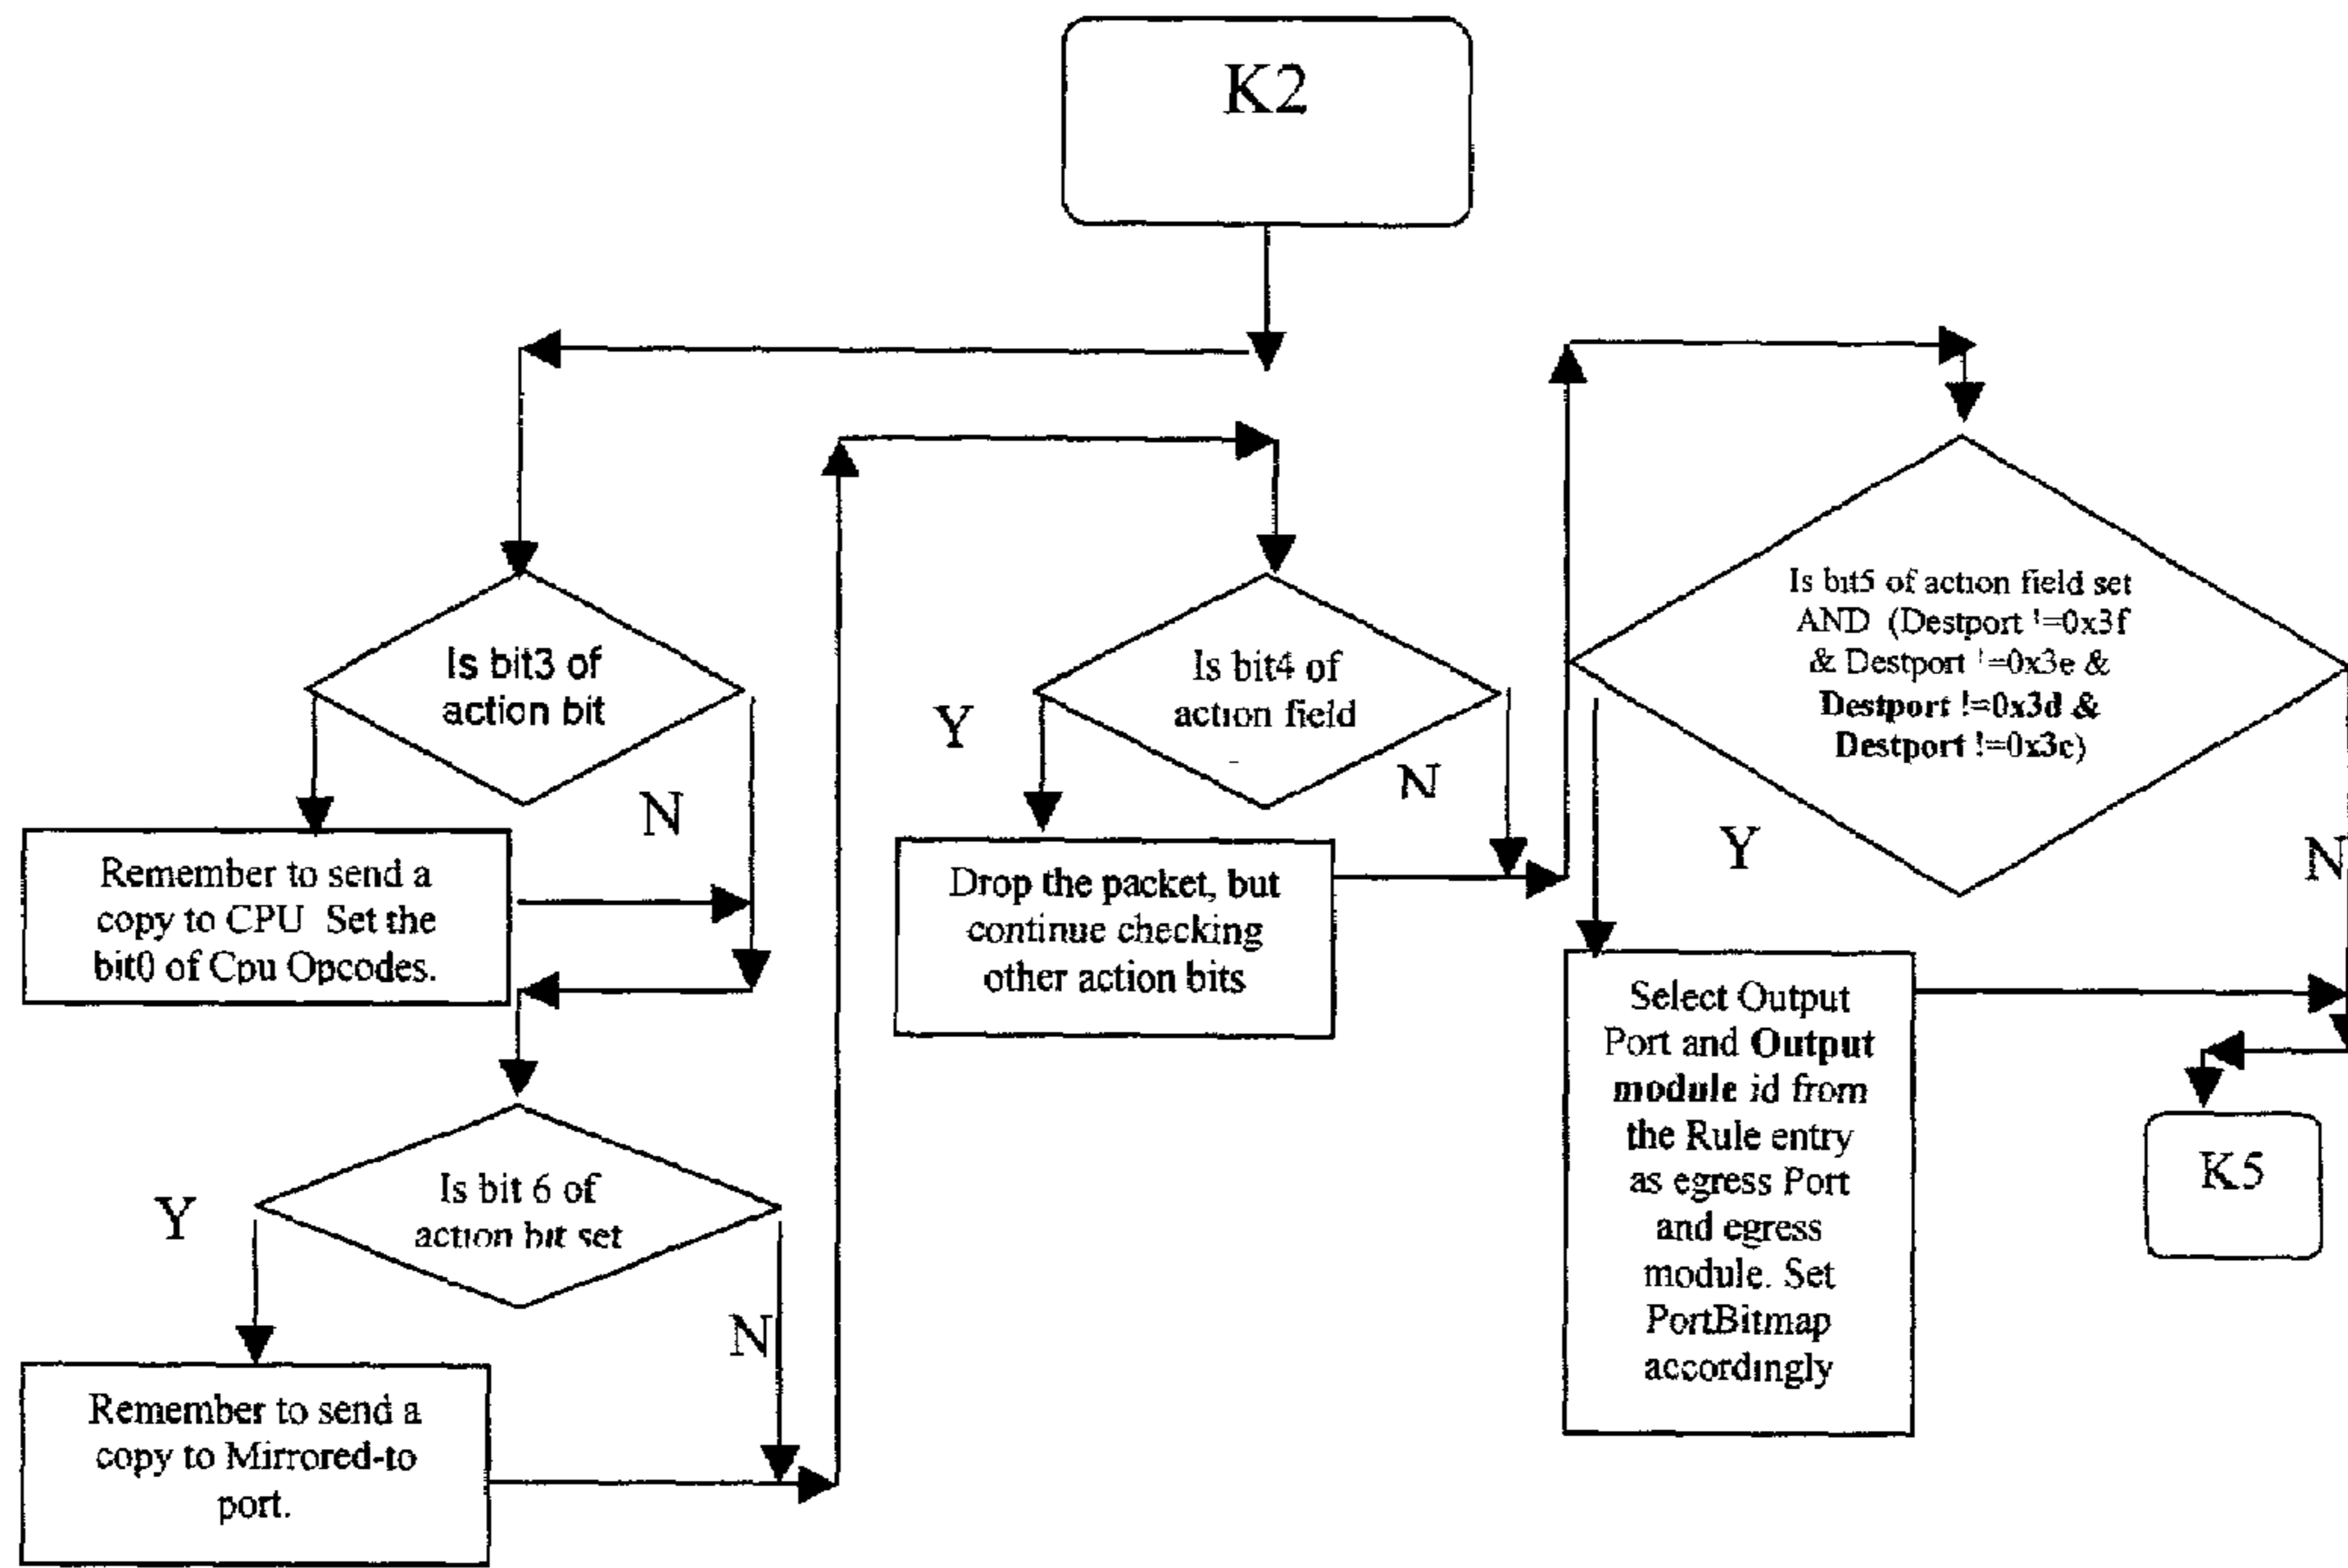 K2
Is bit3 of
action bit
N
Remember to send a
copy to CPU Set the
bit0 of Cpu Opcodes.
Is bit 6 of
action bit set
Y
N
Remember to send a
copy to Mirrored-to
port.
Is bit4 of
action field
Y
N
Drop the packet, but
continue checking
other action bits
Is bit5 of action field set
AND (Destport !=0x3f
& Destport !=0x3e &
Destport !=0x3d &
Destport !=0x3c)
Y
N
Select Output
Port and Output
module id from
the Rule entry
as egress Port
and egress
module. Set
PortBitmap
accordingly
K5